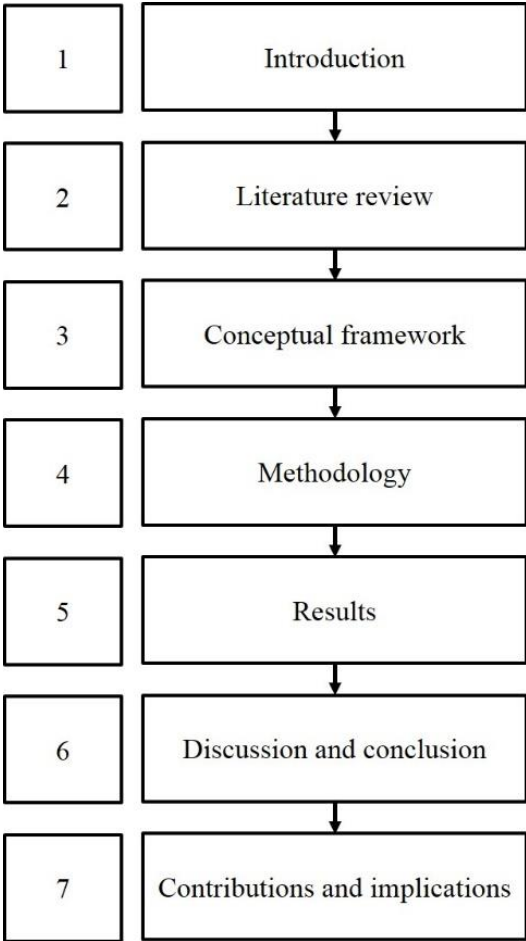 1
Introduction
2
Literature review
3
Conceptual framework
4
Methodology
5
Results
6
Discussion and conclusion
7
Contributions and implications